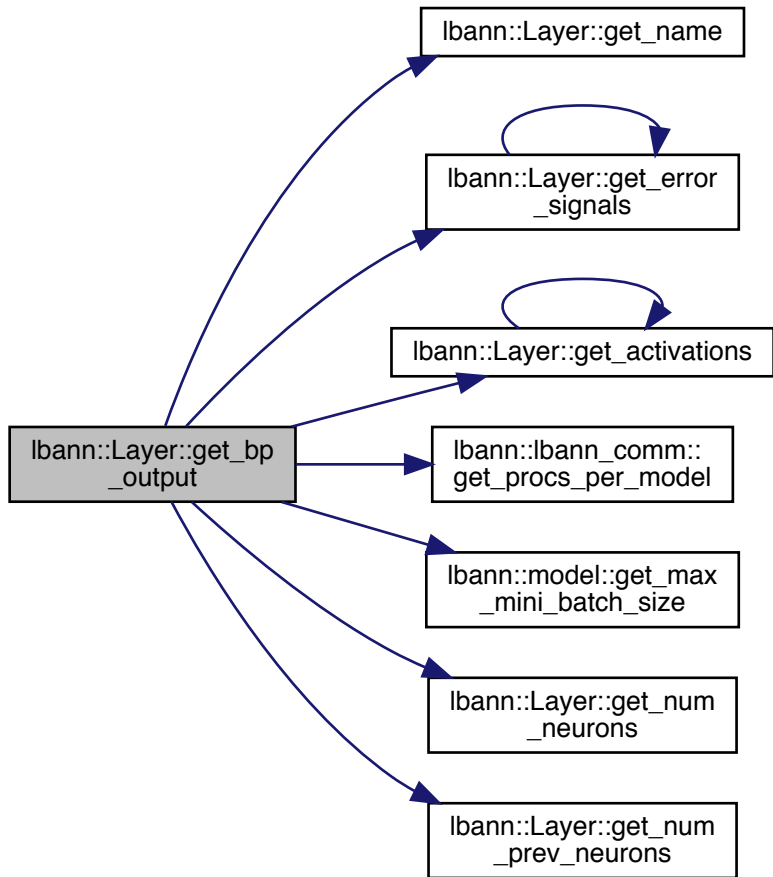 lbann::Layer::get_name
lbann::Layer::get_error
_signals
lbann::Layer::get_activations
lbann::Layer::get_bp
_output
lbann::lbann_comm::
get_procs_per_model
lbann::model::get_max
_mini_batch_size
lbann::Layer::get_num
_neurons
lbann::Layer::get_num
_prev_neurons